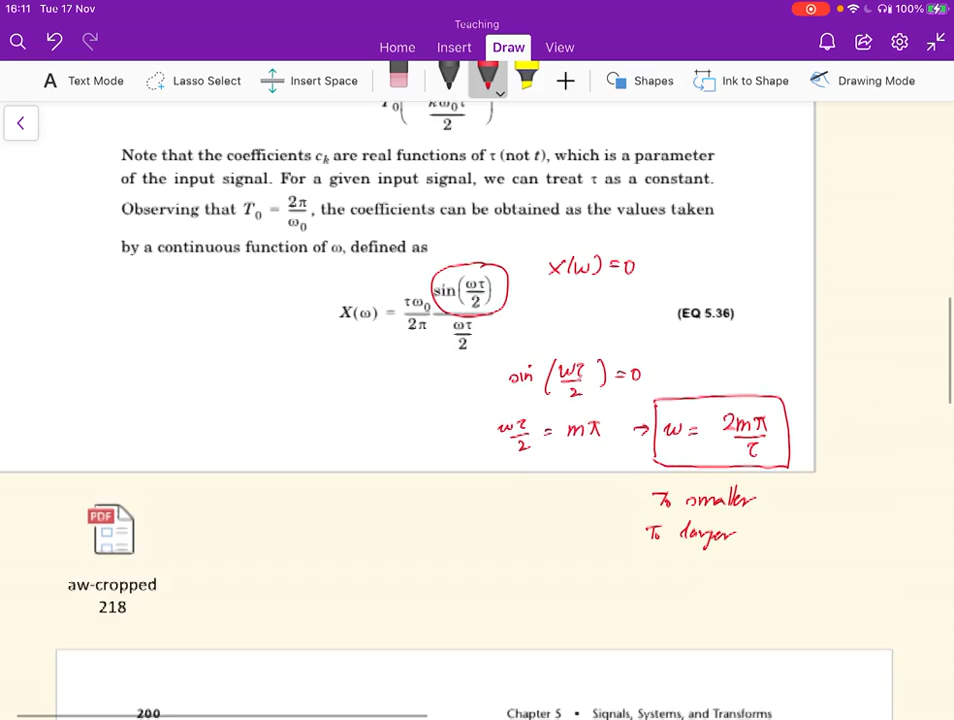 16:11 Tue 17 Nov
100%
Teaching
Home Insert Draw View
A Text Mode Lasso Select Insert Space Shapes Ink to Shape Drawing Mode
T0( kω0τ/2 )
Note that the coefficients ck are real functions of τ (not t), which is a parameter
of the input signal. For a given input signal, we can treat τ as a constant.
Observing that T0 = 2π/ω0, the coefficients can be obtained as the values taken
by a continuous function of ω, defined as
X(ω) = 0
X(ω) = τω0/2π sin(ωτ/2) / ωτ/2 (EQ 5.36)
sin (ωτ/2) = 0
ωτ/2 = mπ → ω = 2mπ/τ
To smaller
To larger
PDF
aw-cropped
218
200 Chapter 5 • Signals, Systems, and Transforms